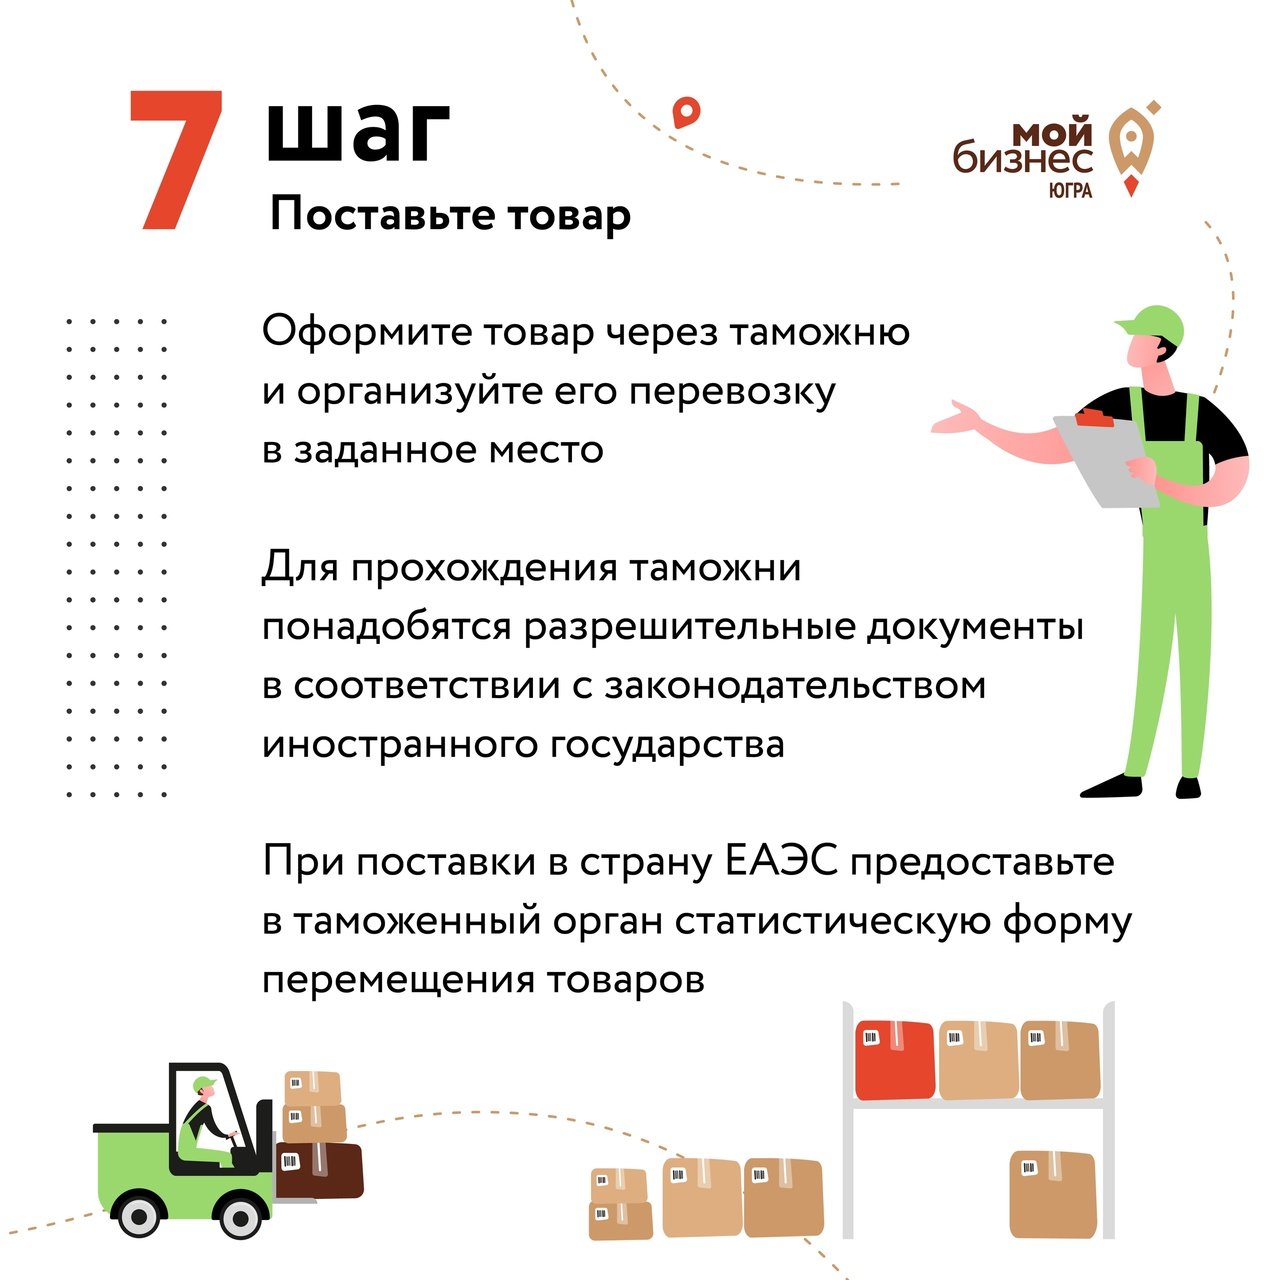 7 шаг
Поставьте товар
мой
бизнес
ЮГРА
Оформите товар через таможню
и организуйте его перевозку
в заданное место
Для прохождения таможни
понадобятся разрешительные документы
в соответствии с законодательством
иностранного государства
При поставки в страну ЕАЭС предоставьте
в таможенный орган статистическую форму
перемещения товаров